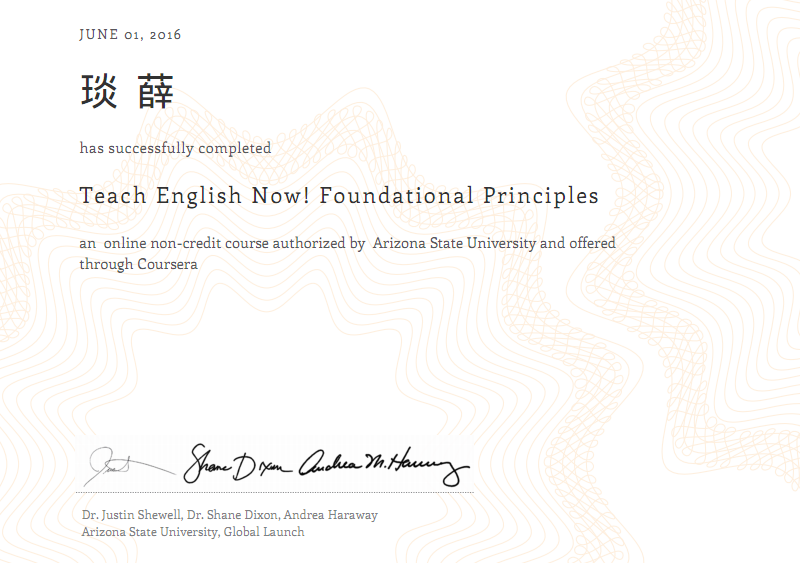 JUNE 01, 2016
琰 薛
has successfully completed
Teach English Now! Foundational Principles
an online non-credit course authorized by Arizona State University and offered
through Coursera
Shane Dixon Andrea M. Haraway
Dr. Justin Shewell, Dr. Shane Dixon, Andrea Haraway
Arizona State University, Global Launch